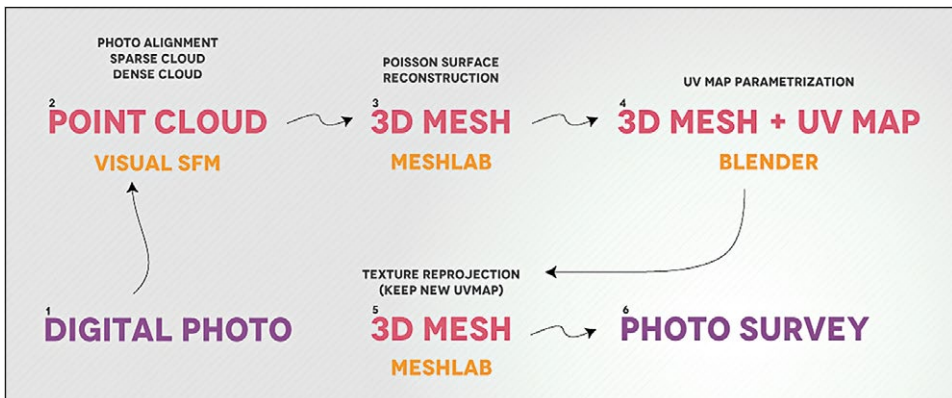 1
DIGITAL PHOTO
PHOTO ALIGNMENT
SPARSE CLOUD
DENSE CLOUD
2
POINT CLOUD
VISUAL SFM
POISSON SURFACE
RECONSTRUCTION
3
3D MESH
MESHLAB
UV MAP PARAMETRIZATION
4
3D MESH + UV MAP
BLENDER
TEXTURE REPROJECTION
(KEEP NEW UVMAP)
5
3D MESH
MESHLAB
6
PHOTO SURVEY